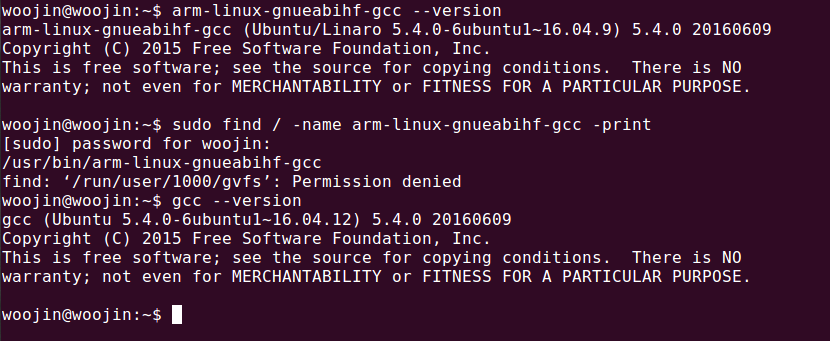 woojin@woojin:~$ arm-linux-gnueabihf-gcc --version
arm-linux-gnueabihf-gcc (Ubuntu/Linaro 5.4.0-6ubuntu1~16.04.9) 5.4.0 20160609
Copyright (C) 2015 Free Software Foundation, Inc.
This is free software; see the source for copying conditions.  There is NO
warranty; not even for MERCHANTABILITY or FITNESS FOR A PARTICULAR PURPOSE.

woojin@woojin:~$ sudo find / -name arm-linux-gnueabihf-gcc -print
[sudo] password for woojin:
/usr/bin/arm-linux-gnueabihf-gcc
find: ‘/run/user/1000/gvfs’: Permission denied
woojin@woojin:~$ gcc --version
gcc (Ubuntu 5.4.0-6ubuntu1~16.04.12) 5.4.0 20160609
Copyright (C) 2015 Free Software Foundation, Inc.
This is free software; see the source for copying conditions.  There is NO
warranty; not even for MERCHANTABILITY or FITNESS FOR A PARTICULAR PURPOSE.

woojin@woojin:~$